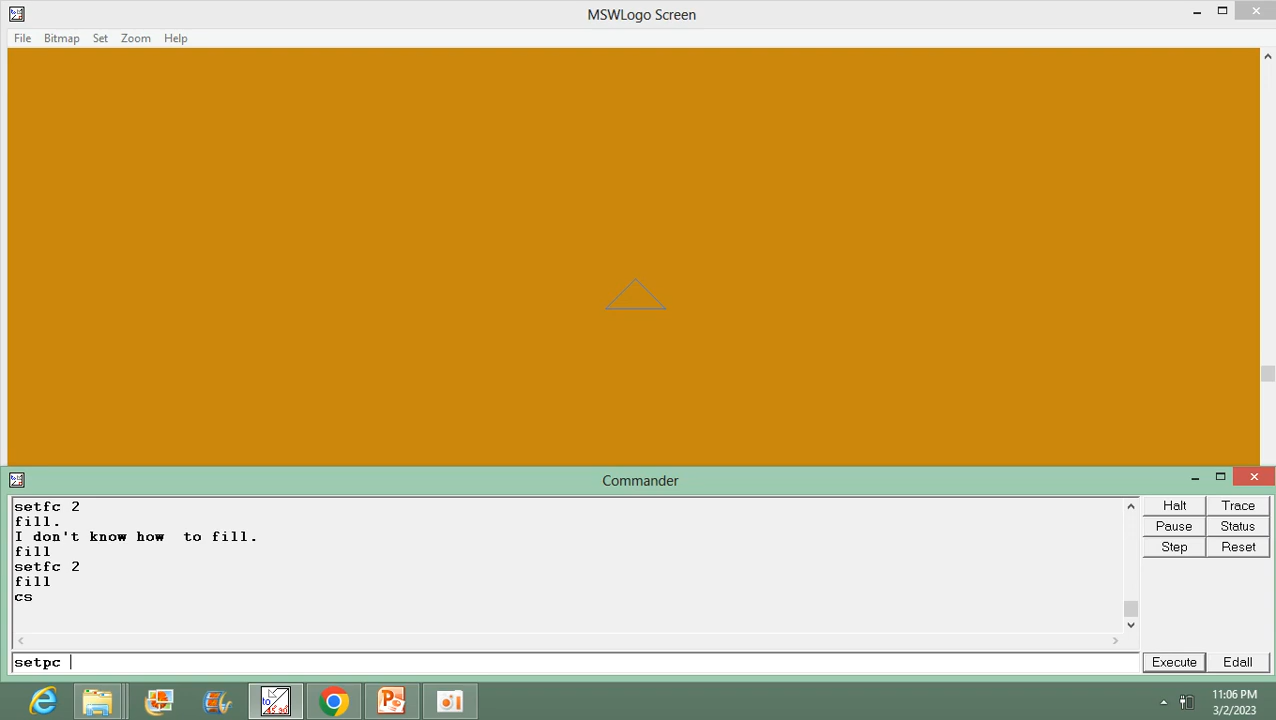 MSWLogo Screen
File Bitmap Set Zoom Help
Commander
setfc 2
fill.
I don't know how  to fill.
fill
setfc 2
fill
cs
setpc
Halt Trace
Pause Status
Step Reset
Execute Edall
11:06 PM
3/2/2023